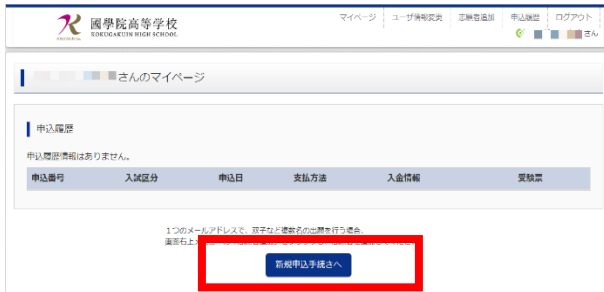 國學院高等学校
KOKUGAKUIN HIGH SCHOOL
マイページ ユーザ情報変更 志願者追加 申込履歴 ログアウト
さん
さんのマイページ
申込履歴
申込履歴情報はありません。
申込番号 入試区分 申込日 支払方法 入金情報 受験票
1つのメールアドレスで、双子など複数名の出願を行う場合、
画面右上メ
新規申込手続きへ